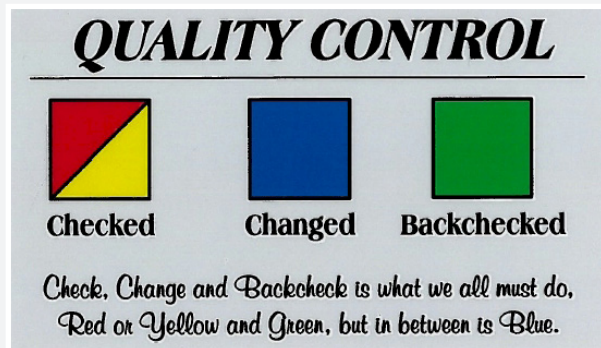 QUALITY CONTROL
Checked Changed Backchecked
Check, Change and Backcheck is what we all must do,
Red or Yellow and Green, but in between is Blue.